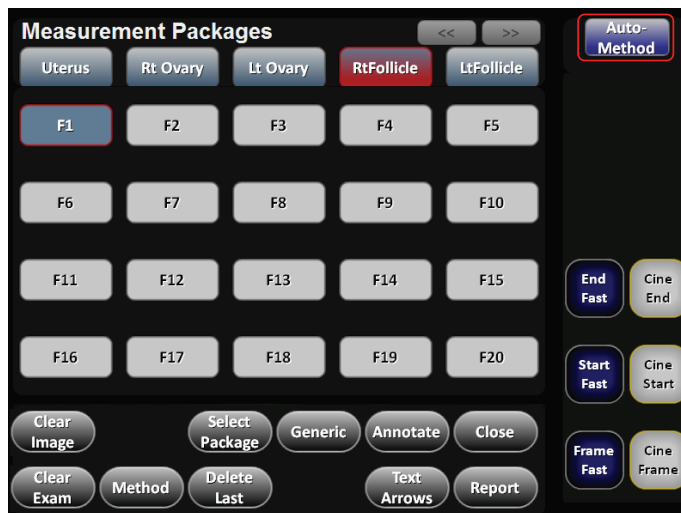 Measurement Packages
<< >>
Auto-
Method
Uterus Rt Ovary Lt Ovary RtFollicle LtFollicle
F1 F2 F3 F4 F5
F6 F7 F8 F9 F10
F11 F12 F13 F14 F15
End
Fast
Cine
End
F16 F17 F18 F19 F20
Start
Fast
Cine
Start
Clear
Image
Select
Package
Generic
Annotate
Close
Frame
Fast
Cine
Frame
Clear
Exam
Method
Delete
Last
Text
Arrows
Report